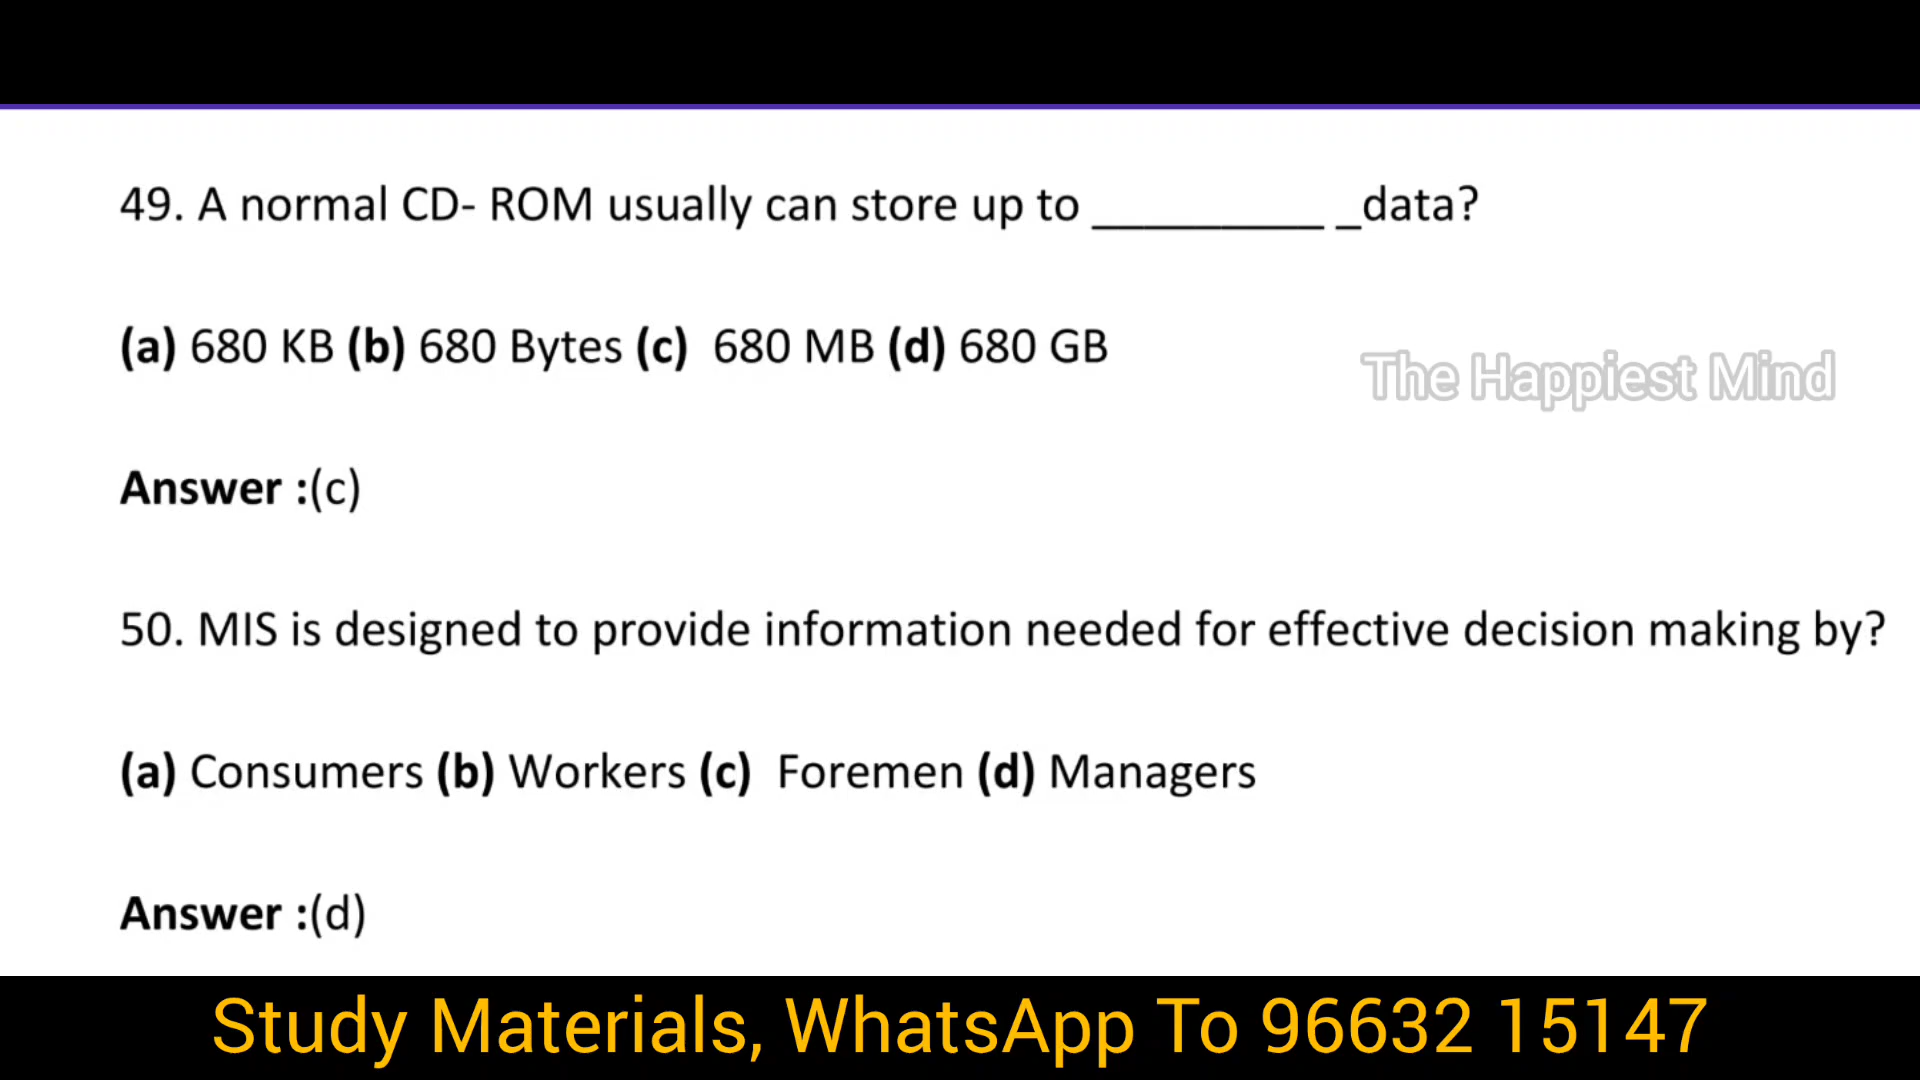 49. A normal CD- ROM usually can store up to _________ _data?
(a) 680 KB (b) 680 Bytes (c)  680 MB (d) 680 GB
The Happiest Mind
Answer :(c)
50. MIS is designed to provide information needed for effective decision making by?
(a) Consumers (b) Workers (c)  Foremen (d) Managers
Answer :(d)
Study Materials, WhatsApp To 96632 15147